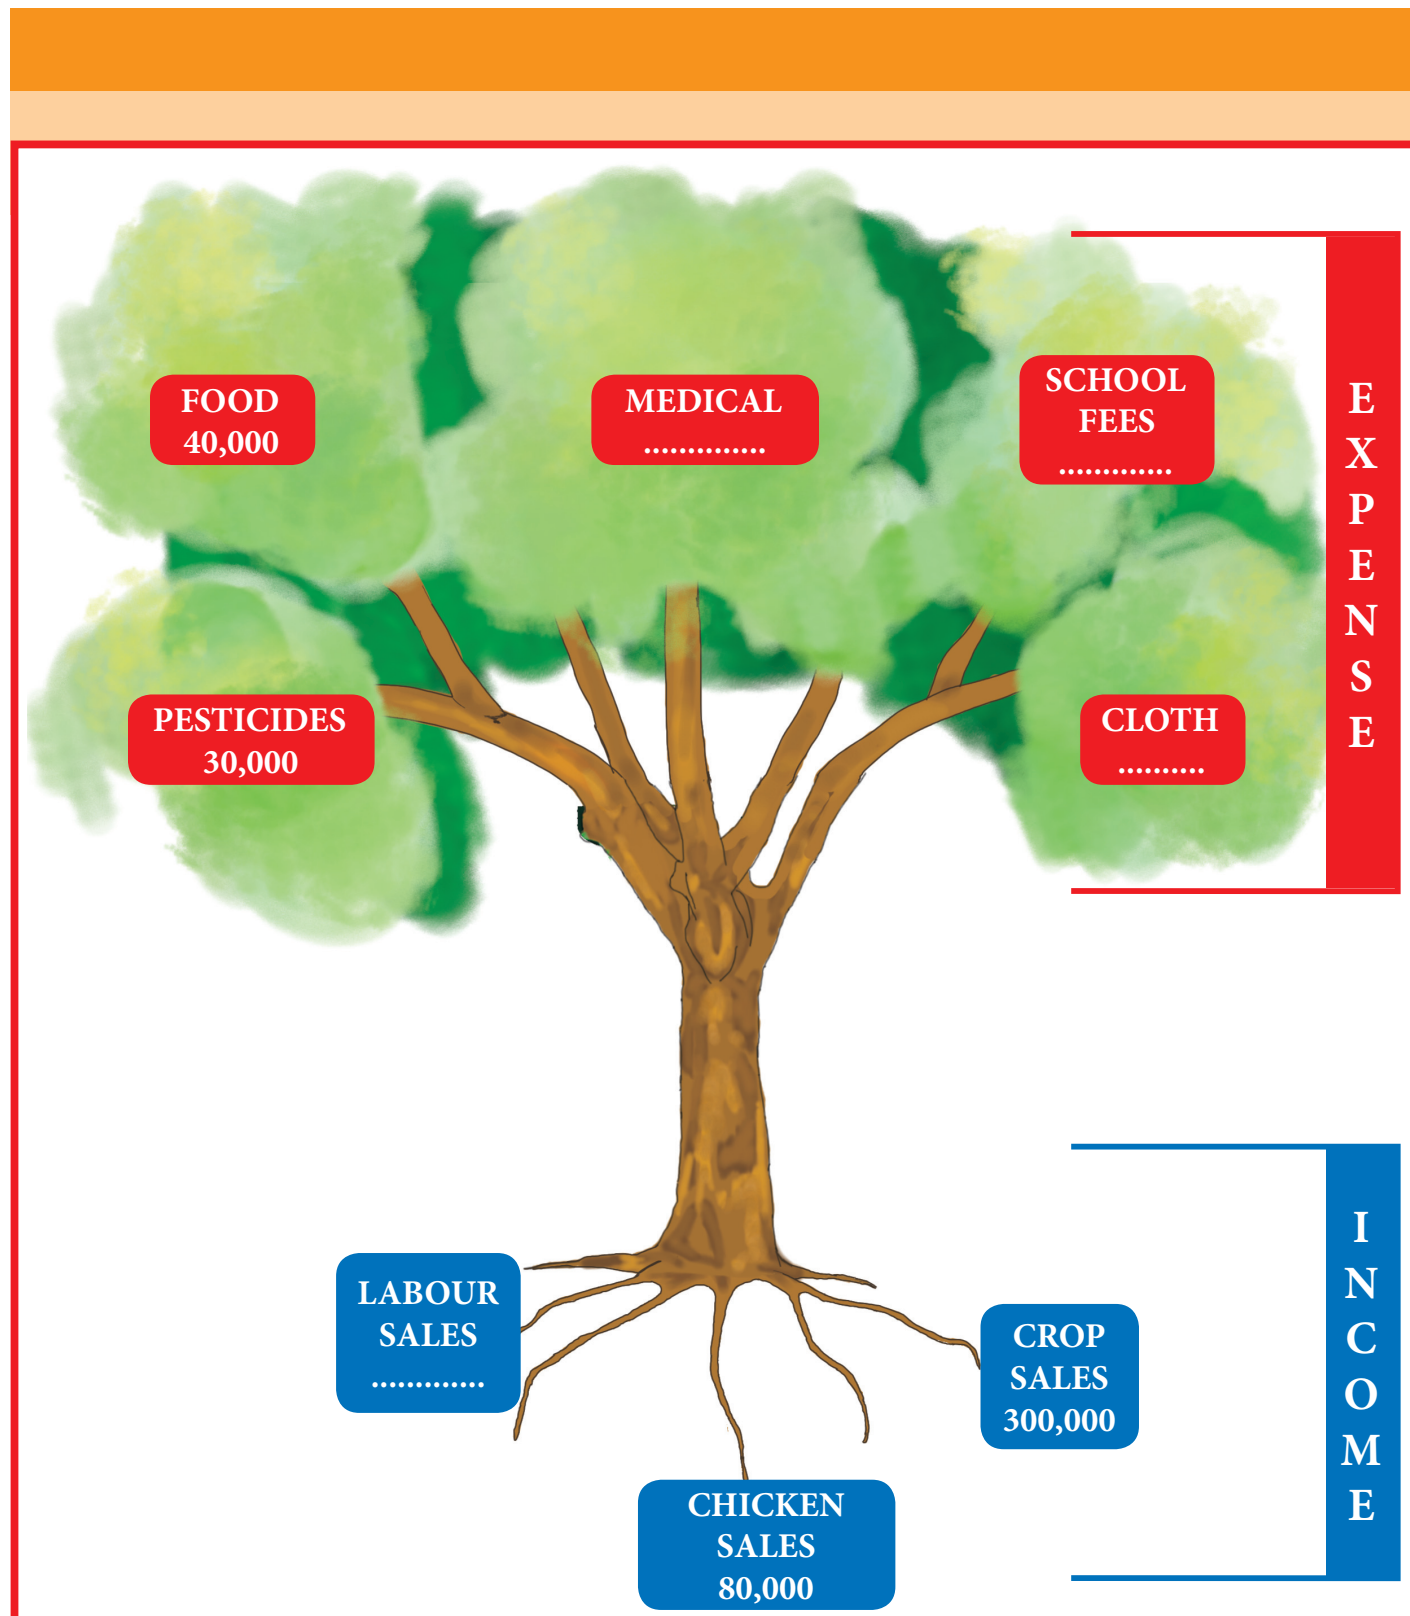 FOOD
40,000
MEDICAL
..............
SCHOOL
FEES
.............
PESTICIDES
30,000
CLOTH
..........
EXPENSE
LABOUR
SALES
.............
CROP
SALES
300,000
CHICKEN
SALES
80,000
INCOME